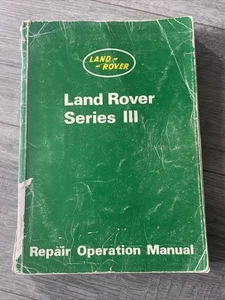 LAND
ROVER
Land Rover
Series III
Repair Operation Manual